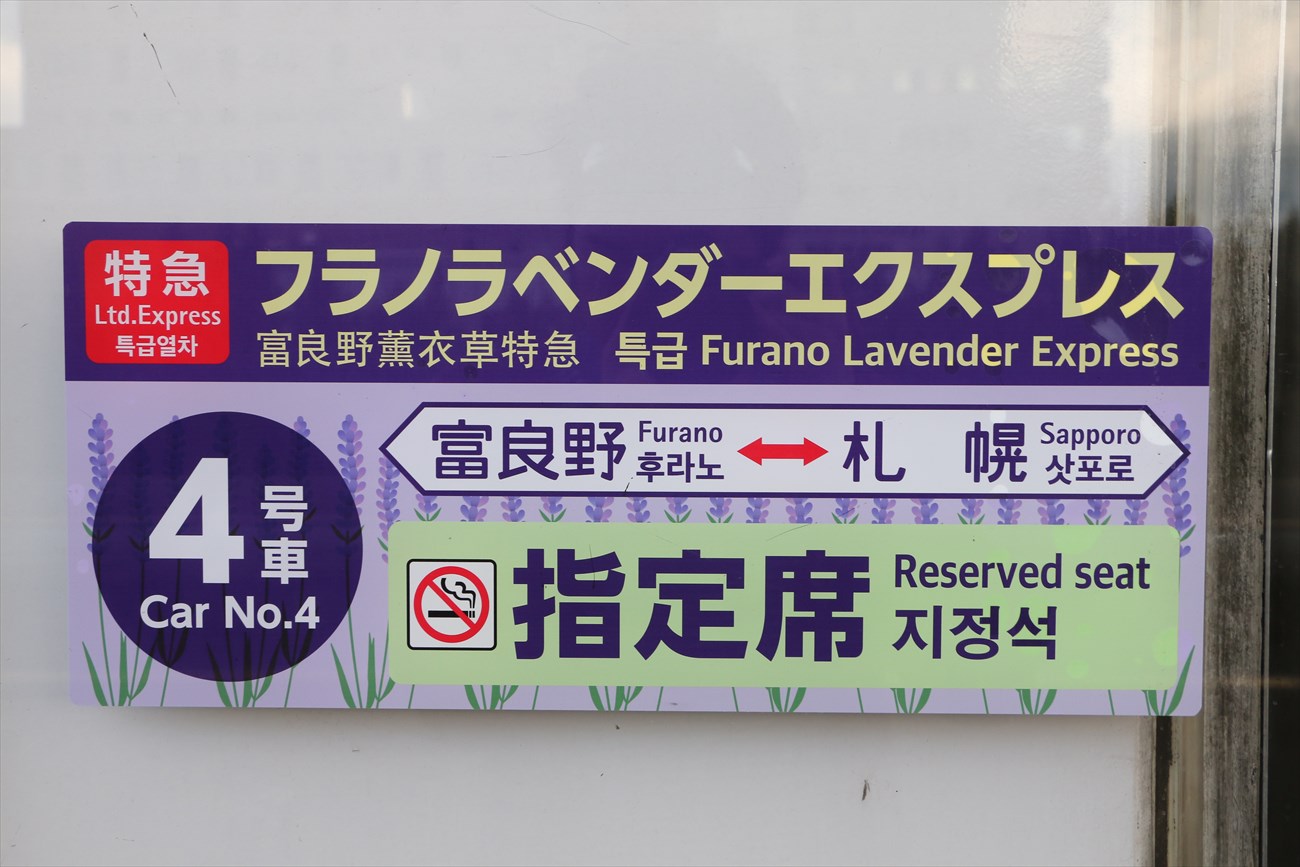 特急
Ltd.Express
특급열차
フラノラベンダーエクスプレス
富良野薫衣草特急 特급 Furano Lavender Express
4号車
Car No.4
富良野 Furano 후라노 ↔ 札幌 Sapporo 삿포로
指定席
Reserved seat
지정석